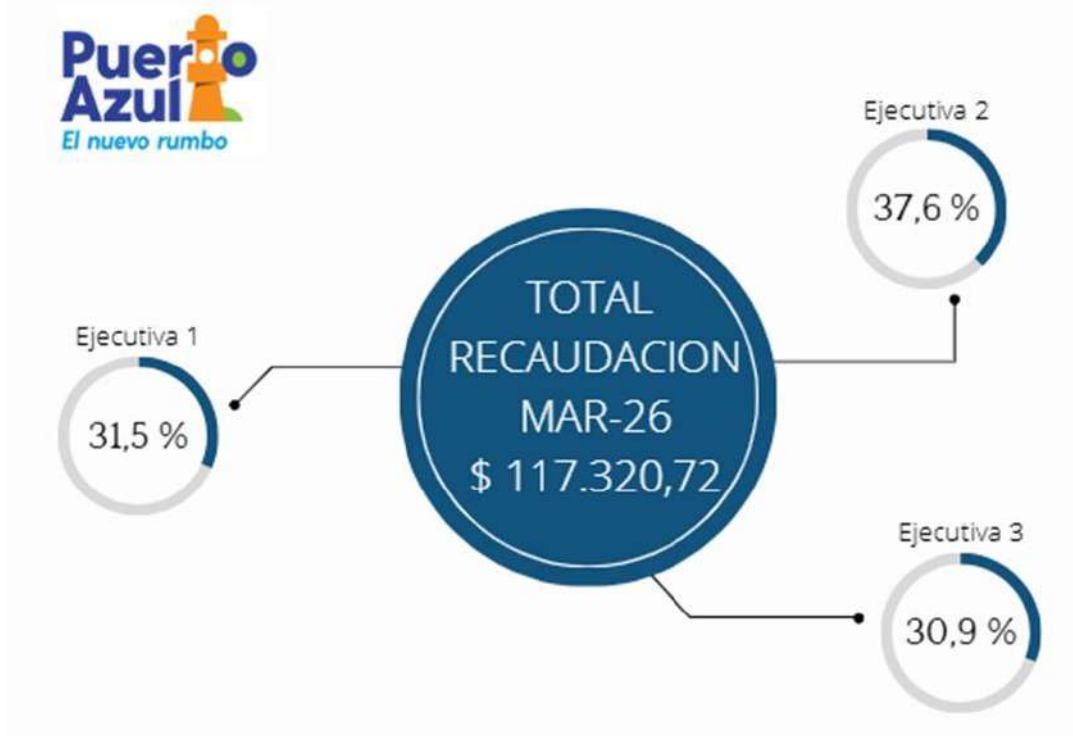 Puerto
Azul
El nuevo rumbo
Ejecutiva 2
37,6 %
TOTAL
RECAUDACION
MAR-26
$ 117.320,72
Ejecutiva 1
31,5 %
Ejecutiva 3
30,9 %